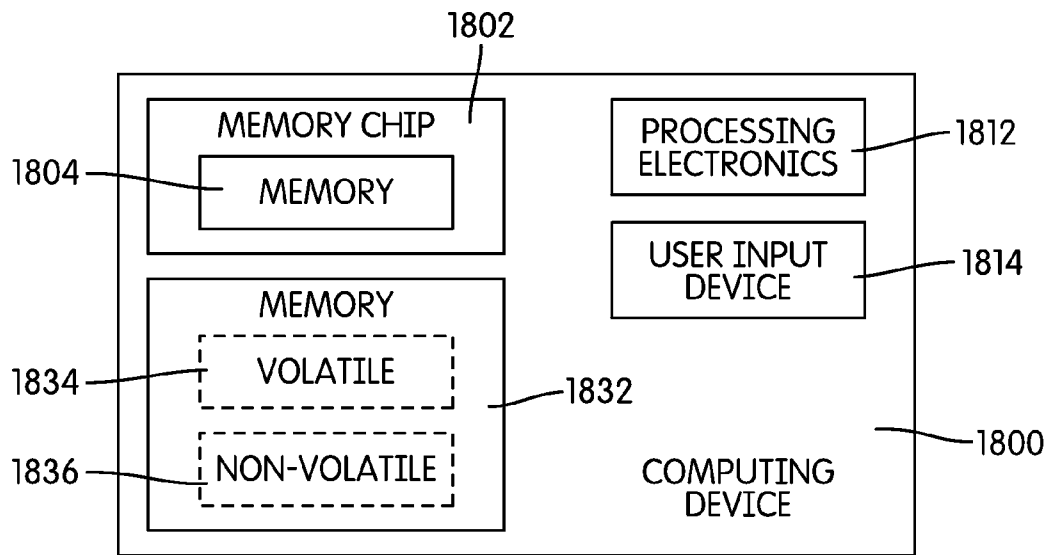 1802
MEMORY CHIP
1804
MEMORY
PROCESSING
ELECTRONICS
1812
USER INPUT
DEVICE
1814
MEMORY
1834
VOLATILE
1832
1836
NON-VOLATILE
COMPUTING
DEVICE
1800